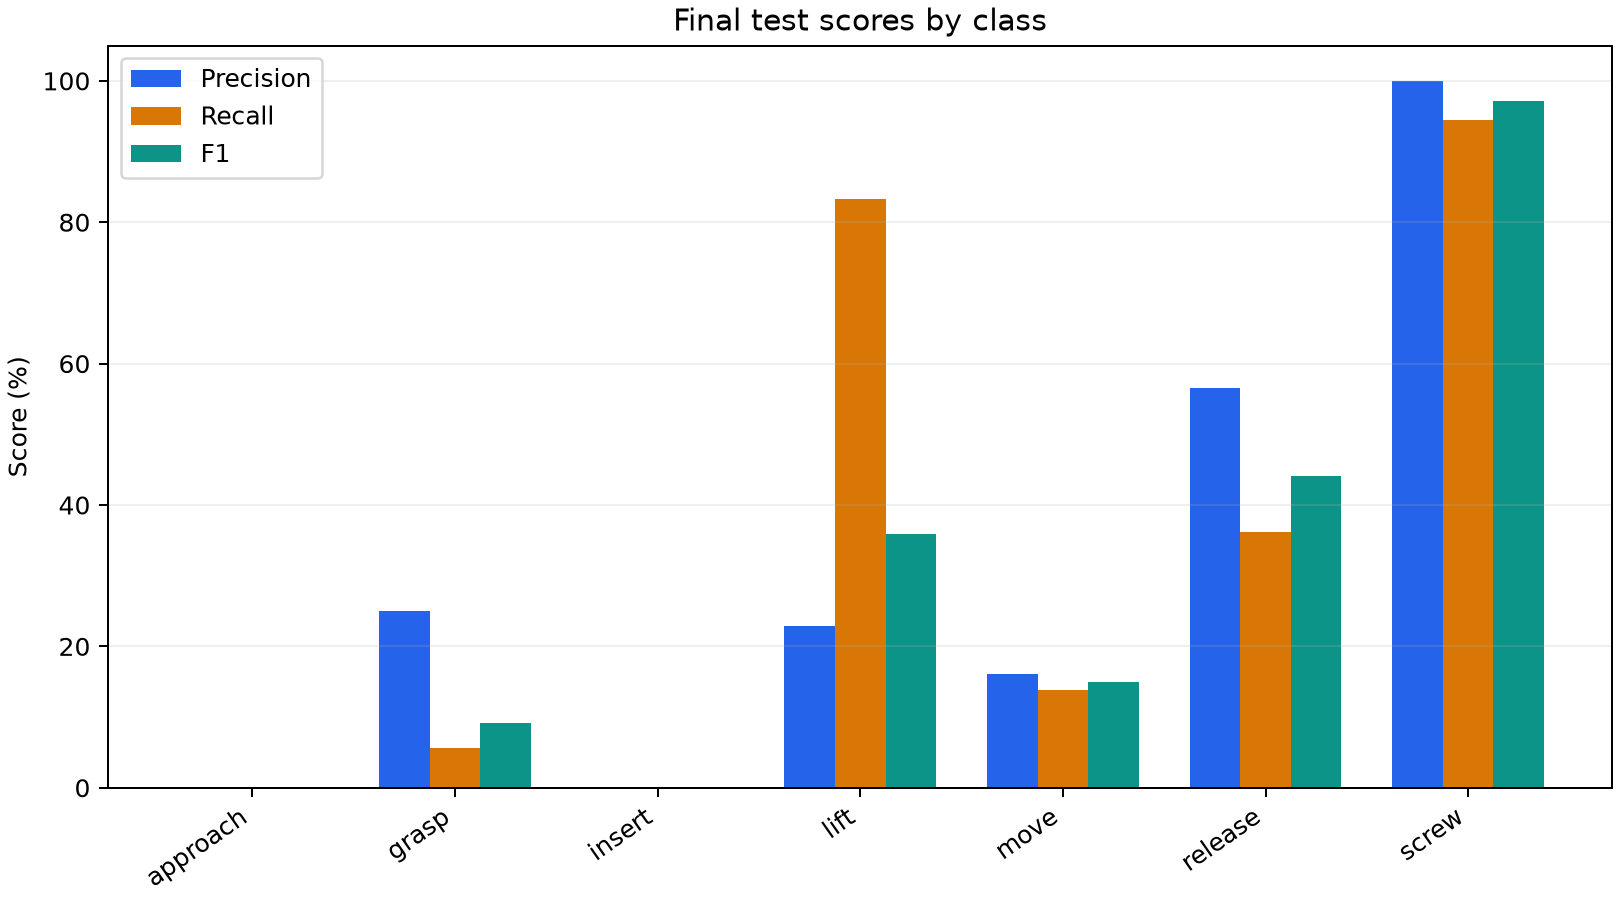 Final test scores by class
Precision
Recall
F1
Score (%)
100
80
60
40
20
0
approach
grasp
insert
lift
move
release
screw